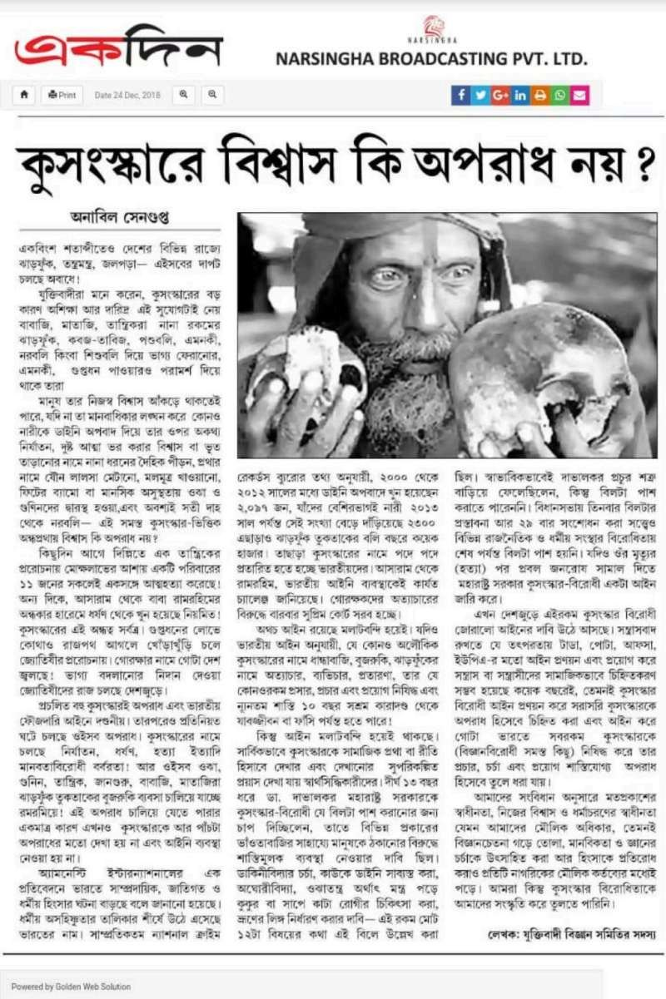 একদিন
NARSINGHA
NARSINGHA BROADCASTING PVT. LTD.
Print
Date 24 Dec, 2018
কুসংস্কারে বিশ্বাস কি অপরাধ নয় ?
অনাবিল সেনগুপ্ত
একবিংশ শতাব্দীতেও দেশের বিভিন্ন রাজ্যে
ঝাড়ফুঁক, তন্ত্রমন্ত্র, জলপড়া— এইসবের দাপট
চলছে অবাধে!
যুক্তিবাদীরা মনে করেন, কুসংস্কারের বড়
কারণ অশিক্ষা আর দারিদ্র এই সুযোগটাই নেয়
বাবাজি, মাতাজি, তান্ত্রিকরা নানা রকমের
ঝাড়ফুঁক, কবজ-তাবিজ, পশুবলি, এমনকী,
নরবলি কিংবা শিশুবলি দিয়ে ভাগ্য ফেরানোর,
এমনকী, গুপ্তধন পাওয়ারও পরামর্শ দিয়ে
থাকে তারা
মানুষ তার নিজস্ব বিশ্বাস আঁকড়ে থাকতেই
পারে, যদি না তা মানবাধিকার লঙ্ঘন করে কোনও
নারীকে ডাইনি অপবাদ দিয়ে তার ওপর অকথ্য
নির্যাতন, দুষ্ট আত্মা ভর করার বিশ্বাস বা ভূত
তাড়ানোর নামে নানা ধরনের দৈহিক পীড়ন, প্রথার
নামে যৌন লালসা মেটানো, মলমূত্র খাওয়ানো,
ফিটের ব্যামো বা মানসিক অসুস্থতায় ওঝা ও
গুণিনদের দ্বারস্থ হওয়া,এবং অবশ্যই সতী দাহ
থেকে নরবলি— এই সমস্ত কুসংস্কার-ভিত্তিক
অন্ধপ্রথায় বিশ্বাস কি অপরাধ নয়?
কিছুদিন আগে দিল্লিতে এক তান্ত্রিকের
প্ররোচনায় মোক্ষলাভের আশায় একটি পরিবারের
১১ জনের সকলেই একসঙ্গে আত্মহত্যা করেছে!
অন্য দিকে, আসারাম থেকে বাবা রামরহিমের
অন্ধকার হারেমে ধর্ষণ থেকে খুন হয়েছে নিয়মিত!
কুসংস্কারের এই অন্ধত্ব সর্বত্র। গুপ্তধনের লোভে
কোথাও রাজপথ আগলে খোঁড়াখুঁড়ি চলে
জ্যোতিষীর প্ররোচনায়। গোরক্ষার নামে গোটা দেশ
জ্বলছে! ভাগ্য বদলানোর নিদান দেওয়া
জ্যোতিষীদের রাজ চলছে দেশজুড়ে।
প্রচলিত বহু কুসংস্কারই অপরাধ এবং ভারতীয়
ফৌজদারি আইনে দণ্ডনীয়। তারপরেও প্রতিনিয়ত
ঘটে চলছে ওইসব অপরাধ। কুসংস্কারের নামে
চলছে নির্যাতন, ধর্ষণ, হত্যা ইত্যাদি
মানবতাবিরোধী বর্বরতা! আর ওইসব ওঝা,
গুনিন, তান্ত্রিক, জানগুরু, বাবাজি, মাতাজিরা
ঝাড়ফুঁক তুকতাকের বুজরুকি ব্যবসা চালিয়ে যাচ্ছে
রমরমিয়ে! এই অপরাধ চালিয়ে যেতে পারার
একমাত্র কারণ এখনও কুসংস্কারকে আর পাঁচটা
অপরাধের মতো দেখা হয় না এবং আইনি ব্যবস্থা
নেওয়া হয় না।
অ্যামনেস্টি ইন্টারন্যাশনালের এক
প্রতিবেদনে ভারতে সাম্প্রদায়িক, জাতিগত ও
ধর্মীয় হিংসার ঘটনা বাড়ছে বলে জানানো হয়েছে।
ধর্মীয় অসহিষ্ণুতার তালিকার শীর্ষে উঠে এসেছে
ভারতের নাম। সাম্প্রতিকতম ন্যাশনাল ক্রাইম
রেকর্ডস ব্যুরোর তথ্য অনুযায়ী, ২০০০ থেকে
২০১২ সালের মধ্যে ডাইনি অপবাদে খুন হয়েছেন
২,০৯৭ জন, যাঁদের বেশিরভাগই নারী ২০১৩
সাল পর্যন্ত সেই সংখ্যা বেড়ে দাঁড়িয়েছে ২৩০০
এছাড়াও ঝাড়ফুঁক তুকতাকের বলি বছরে কয়েক
হাজার। তাছাড়া কুসংস্কারের নামে পদে পদে
প্রতারিত হতে হচ্ছে ভারতীয়দের। আসারাম থেকে
রামরহিম, ভারতীয় আইনি ব্যবস্থাকেই কার্যত
চ্যালেঞ্জ জানিয়েছে। গোরক্ষকদের অত্যাচারের
বিরুদ্ধে বারবার সুপ্রিম কোর্ট সরব হচ্ছে।
অথচ আইন রয়েছে মলাটবন্দি হয়েই। যদিও
ভারতীয় আইন অনুযায়ী, যে কোনও অলৌকিক
কুসংস্কারের নামে ধান্ধাবাজি, বুজরুকি, ঝাড়ফুঁকের
নামে অত্যাচার, ব্যভিচার, প্রতারণা, তার যে
কোনওরকম প্রসার, প্রচার এবং প্রয়োগ নিষিদ্ধ এবং
ন্যূনতম শাস্তি ১০ বছর সশ্রম কারাদণ্ড থেকে
যাবজ্জীবন বা ফাঁসি পর্যন্ত হতে পারে!
কিন্তু আইন মলাটবন্দি হয়েই থাকছে।
সার্বিকভাবে কুসংস্কারকে সামাজিক প্রথা বা রীতি
হিসাবে দেখার এবং দেখানোর সুপরিকল্পিত
প্রয়াস দেখা যায় স্বার্থসিদ্ধিকারীদের। দীর্ঘ ১৩ বছর
ধরে ডা. দাভালকর মহারাষ্ট্র সরকারকে
কুসংস্কার-বিরোধী যে বিলটা পাশ করানোর জন্য
চাপ দিচ্ছিলেন, তাতে বিভিন্ন প্রকারের
ভাঁওতাবাজির সাহায্যে মানুষকে ঠকানোর বিরুদ্ধে
শাস্তিমূলক ব্যবস্থা নেওয়ার দাবি ছিল।
ডাকিনীবিদ্যার চর্চা, কাউকে ডাইনি সাব্যস্ত করা,
অঘোরীবিদ্যা, ওঝাতন্ত্র অর্থাৎ মন্ত্র পড়ে
কুকুর বা সাপে কাটা রোগীর চিকিৎসা করা,
ভ্রূণের লিঙ্গ নির্ধারণ করার দাবি— এই রকম মোট
১২টা বিষয়ের কথা এই বিলে উল্লেখ করা
ছিল। স্বাভাবিকভাবেই দাভালকর প্রচুর শত্রু
বাড়িয়ে ফেলেছিলেন, কিন্তু বিলটা পাশ
করাতে পারেননি। বিধানসভায় তিনবার বিলটার
প্রস্তাবনা আর ২৯ বার সংশোধন করা সত্ত্বেও
বিভিন্ন রাজনৈতিক ও ধর্মীয় সংস্থার বিরোধিতায়
শেষ পর্যন্ত বিলটা পাশ হয়নি। যদিও ওঁর মৃত্যুর
(হত্যা) পর প্রবল জনরোষ সামাল দিতে
মহারাষ্ট্র সরকার কুসংস্কার-বিরোধী একটা আইন
জারি করে।
এখন দেশজুড়ে এইরকম কুসংস্কার বিরোধী
জোরালো আইনের দাবি উঠে আসছে। সন্ত্রাসবাদ
রুখতে যে তৎপরতায় টাডা, পোটা, আফসা,
ইউপিএ-র মতো আইন প্রণয়ন এবং প্রয়োগ করে
সন্ত্রাস বা সন্ত্রাসীদের সামাজিকভাবে চিহ্নিতকরণ
সম্ভব হয়েছে কয়েক বছরেই, তেমনই কুসংস্কার
বিরোধী আইন প্রণয়ন করে সরাসরি কুসংস্কারকে
অপরাধ হিসেবে চিহ্নিত করা এবং আইন করে
গোটা ভারতে সবরকম কুসংস্কারকে
(বিজ্ঞানবিরোধী সমস্ত কিছু) নিষিদ্ধ করে তার
প্রচার, চর্চা এবং প্রয়োগ শাস্তিযোগ্য অপরাধ
হিসেবে তুলে ধরা যায়।
আমাদের সংবিধান অনুসারে মতপ্রকাশের
স্বাধীনতা, নিজের বিশ্বাস ও ধর্মাচরণের স্বাধীনতা
যেমন আমাদের মৌলিক অধিকার, তেমনই
বিজ্ঞানচেতনা গড়ে তোলা, মানবিকতা ও জ্ঞানের
চর্চাকে উৎসাহিত করা আর হিংসাকে প্রতিরোধ
করাও প্রতিটি নাগরিকের মৌলিক কর্তব্যের মধ্যেই
পড়ে। আমরা কিন্তু কুসংস্কার বিরোধিতাকে
আমাদের সংস্কৃতি করে তুলতে পারিনি।
লেখক: যুক্তিবাদী বিজ্ঞান সমিতির সদস্য
Powered by Golden Web Solution